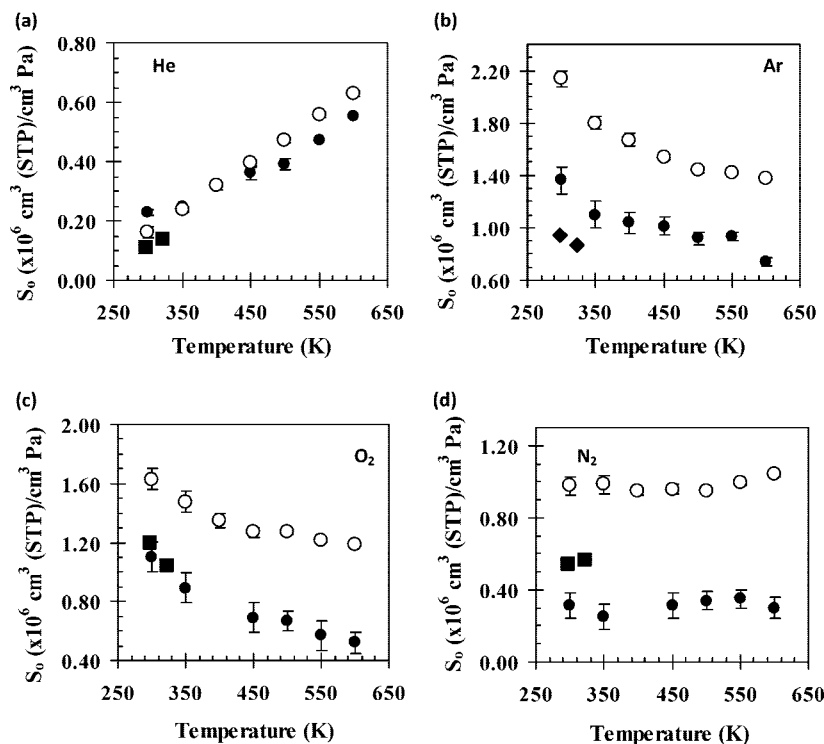 (a)
S₀ (x10⁶ cm³ (STP)/cm³ Pa)
0.80
0.60
0.40
0.20
0.00
He
250 350 450 550 650
Temperature (K)
(b)
S₀ (x10⁶ cm³ (STP)/cm³ Pa)
2.20
1.80
1.40
1.00
0.60
Ar
250 350 450 550 650
Temperature (K)
(c)
S₀ (x10⁶ cm³ (STP)/cm³ Pa)
2.00
1.60
1.20
0.80
0.40
O₂
250 350 450 550 650
Temperature (K)
(d)
S₀ (x10⁶ cm³ (STP)/cm³ Pa)
1.20
0.80
0.40
0.00
N₂
250 350 450 550 650
Temperature (K)